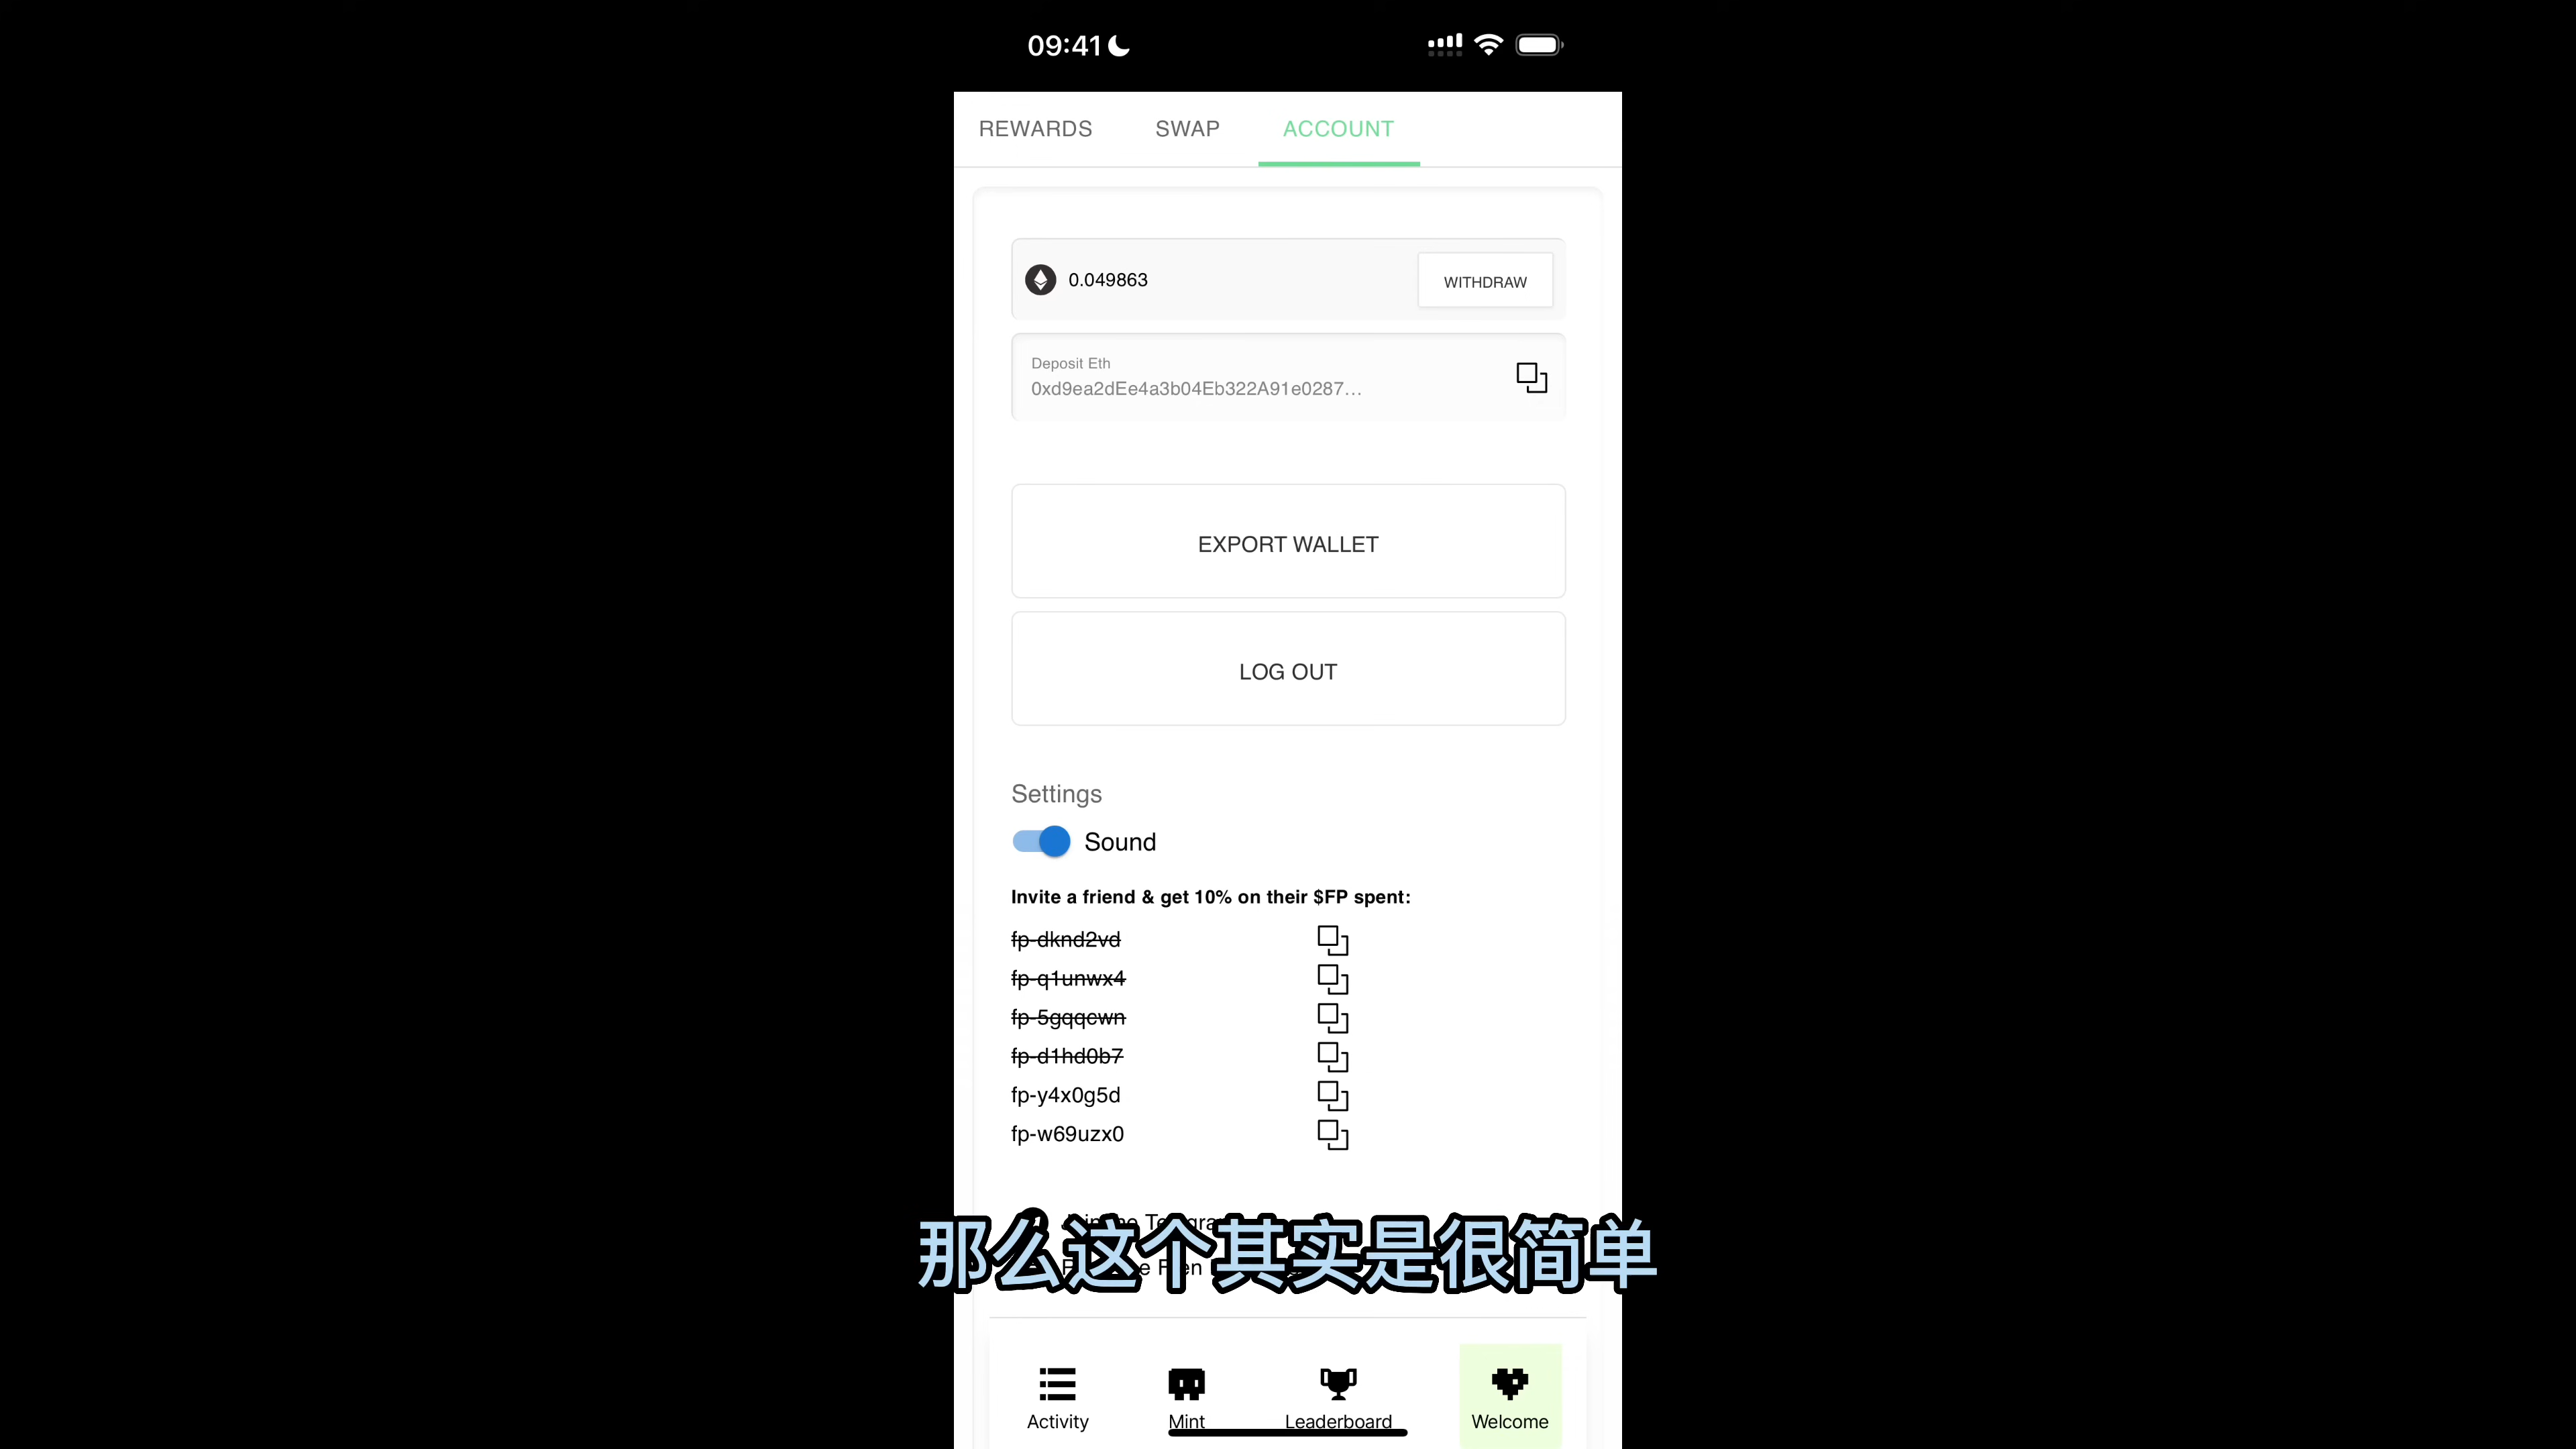 09:41
REWARDS SWAP ACCOUNT
0.049863 WITHDRAW
Deposit Eth
0xd9ea2dEe4a3b04Eb322A91e0287...
EXPORT WALLET
LOG OUT
Settings
Sound
Invite a friend & get 10% on their $FP spent:
fp-dknd2vd
fp-q1unwx4
fp-5gqqcwn
fp-d1hd0b7
fp-y4x0g5d
fp-w69uzx0
那么这个其实是很简单
Activity Mint Leaderboard Welcome